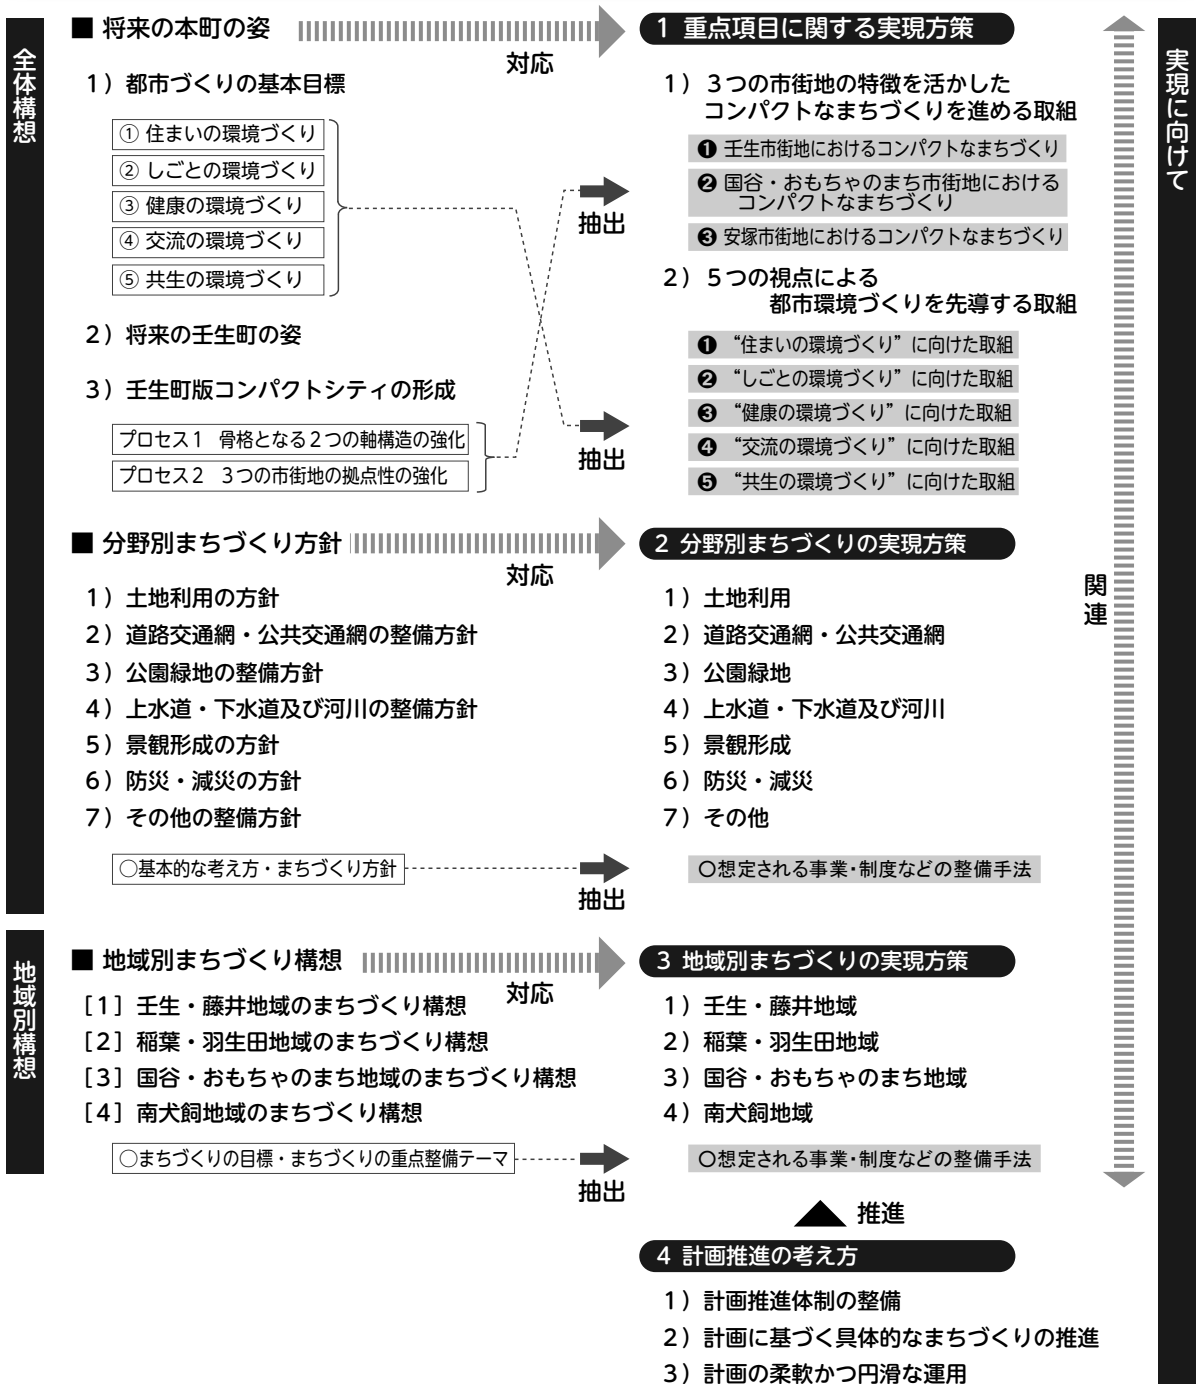 全体構想
■ 将来の本町の姿
対応
1）都市づくりの基本目標
① 住まいの環境づくり
② しごとの環境づくり
③ 健康の環境づくり
④ 交流の環境づくり
⑤ 共生の環境づくり
抽出
2）将来の壬生町の姿
3）壬生町版コンパクトシティの形成
プロセス1　骨格となる2つの軸構造の強化
プロセス2　3つの市街地の拠点性の強化
抽出
1 重点項目に関する実現方策
1）3つの市街地の特徴を活かした
コンパクトなまちづくりを進める取組
❶ 壬生市街地におけるコンパクトなまちづくり
❷ 国谷・おもちゃのまち市街地における
コンパクトなまちづくり
❸ 安塚市街地におけるコンパクトなまちづくり
2）5つの視点による
都市環境づくりを先導する取組
❶ “住まいの環境づくり”に向けた取組
❷ “しごとの環境づくり”に向けた取組
❸ “健康の環境づくり”に向けた取組
❹ “交流の環境づくり”に向けた取組
❺ “共生の環境づくり”に向けた取組
■ 分野別まちづくり方針
対応
1）土地利用の方針
2）道路交通網・公共交通網の整備方針
3）公園緑地の整備方針
4）上水道・下水道及び河川の整備方針
5）景観形成の方針
6）防災・減災の方針
7）その他の整備方針
○基本的な考え方・まちづくり方針
抽出
2 分野別まちづくりの実現方策
1）土地利用
2）道路交通網・公共交通網
3）公園緑地
4）上水道・下水道及び河川
5）景観形成
6）防災・減災
7）その他
○想定される事業・制度などの整備手法
地域別構想
■ 地域別まちづくり構想
対応
［1］壬生・藤井地域のまちづくり構想
［2］稲葉・羽生田地域のまちづくり構想
［3］国谷・おもちゃのまち地域のまちづくり構想
［4］南犬飼地域のまちづくり構想
○まちづくりの目標・まちづくりの重点整備テーマ
抽出
3 地域別まちづくりの実現方策
1）壬生・藤井地域
2）稲葉・羽生田地域
3）国谷・おもちゃのまち地域
4）南犬飼地域
○想定される事業・制度などの整備手法
推進
4 計画推進の考え方
1）計画推進体制の整備
2）計画に基づく具体的なまちづくりの推進
3）計画の柔軟かつ円滑な運用
関連
実現に向けて